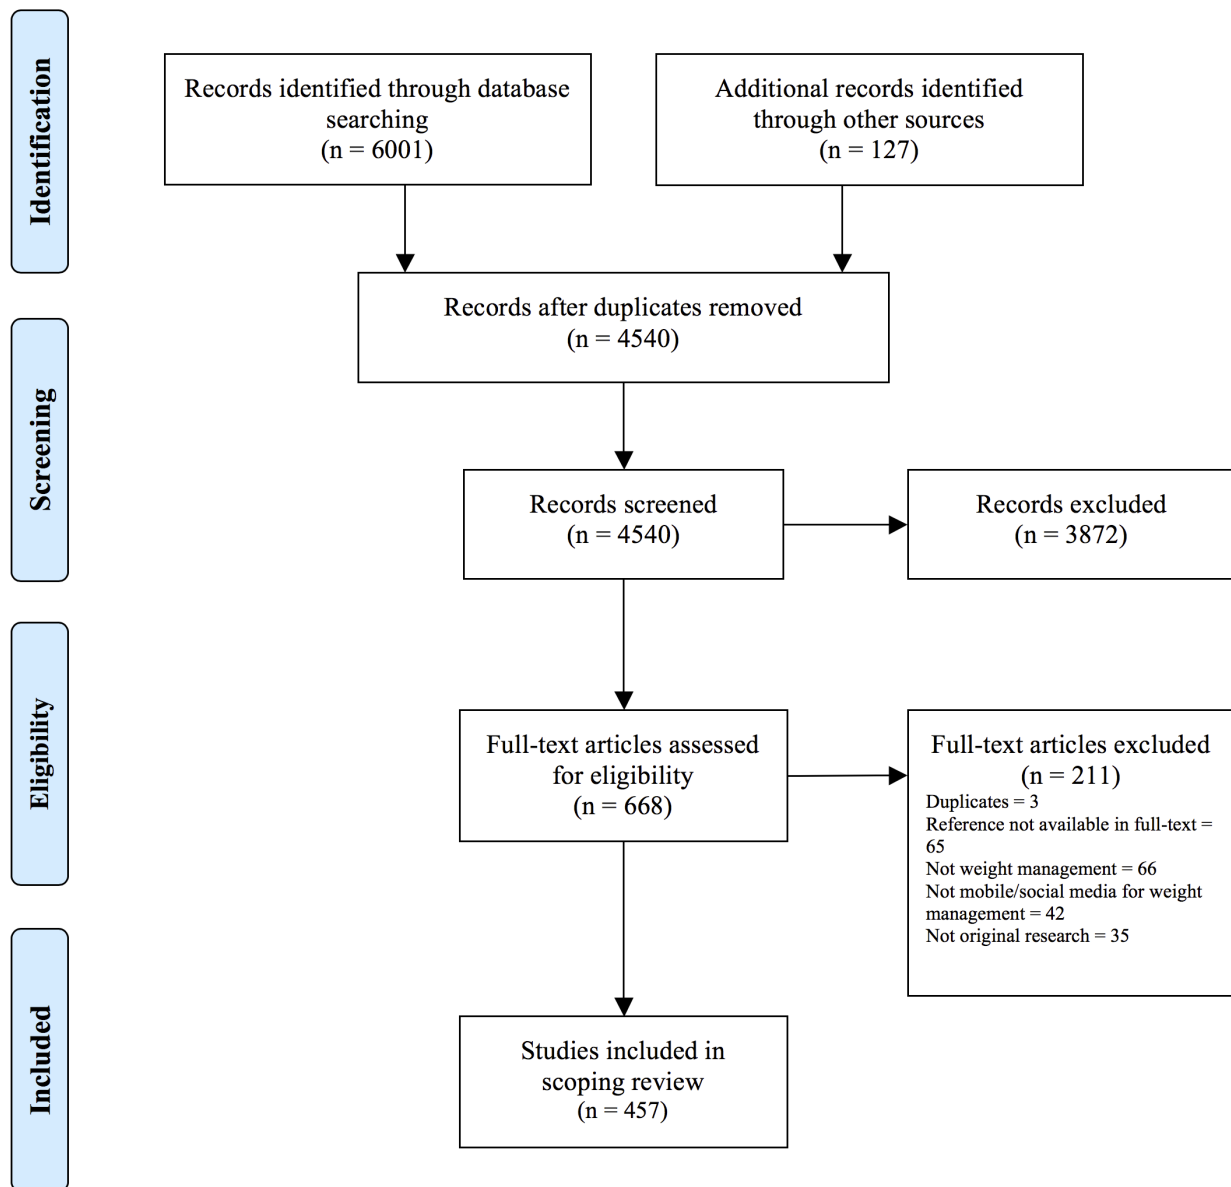 Identification
Records identified through database
searching
(n = 6001)
Additional records identified
through other sources
(n = 127)
Records after duplicates removed
(n = 4540)
Screening
Records screened
(n = 4540)
Records excluded
(n = 3872)
Eligibility
Full-text articles assessed
for eligibility
(n = 668)
Full-text articles excluded
(n = 211)
Duplicates = 3
Reference not available in full-text =
65
Not weight management = 66
Not mobile/social media for weight
management = 42
Not original research = 35
Included
Studies included in
scoping review
(n = 457)